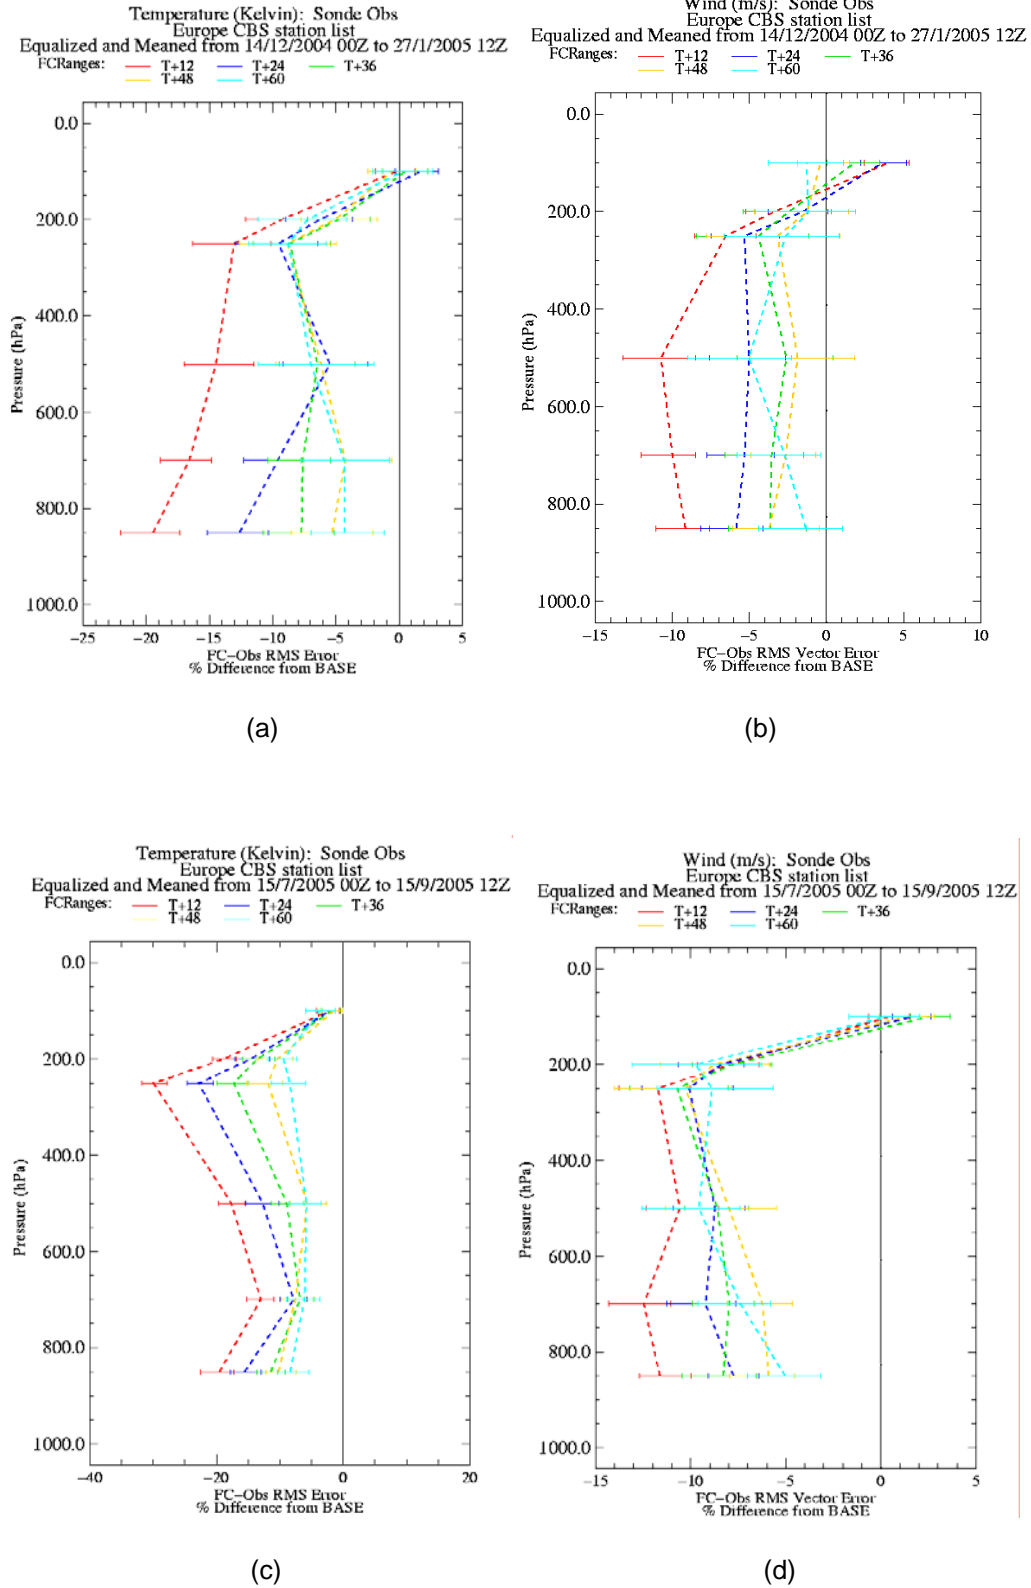 Temperature (Kelvin): Sonde Obs
Europe CBS station list
Equalized and Meaned from 14/12/2004 00Z to 27/1/2005 12Z
FCRanges: T+12 T+24 T+36
T+48 T+60
0.0
200.0
400.0
600.0
800.0
1000.0
Pressure (hPa)
−25 −20 −15 −10 −5 0 5
FC−Obs RMS Error
% Difference from BASE
(a)
Wind (m/s): Sonde Obs
Europe CBS station list
Equalized and Meaned from 14/12/2004 00Z to 27/1/2005 12Z
FCRanges: T+12 T+24 T+36
T+48 T+60
0.0
200.0
400.0
600.0
800.0
1000.0
Pressure (hPa)
−15 −10 −5 0 5 10
FC−Obs RMS Vector Error
% Difference from BASE
(b)
Temperature (Kelvin): Sonde Obs
Europe CBS station list
Equalized and Meaned from 15/7/2005 00Z to 15/9/2005 12Z
FCRanges: T+12 T+24 T+36
T+48 T+60
0.0
200.0
400.0
600.0
800.0
1000.0
Pressure (hPa)
−40 −20 0 20
FC−Obs RMS Error
% Difference from BASE
(c)
Wind (m/s): Sonde Obs
Europe CBS station list
Equalized and Meaned from 15/7/2005 00Z to 15/9/2005 12Z
FCRanges: T+12 T+24 T+36
T+48 T+60
0.0
200.0
400.0
600.0
800.0
1000.0
Pressure (hPa)
−15 −10 −5 0 5
FC−Obs RMS Vector Error
% Difference from BASE
(d)